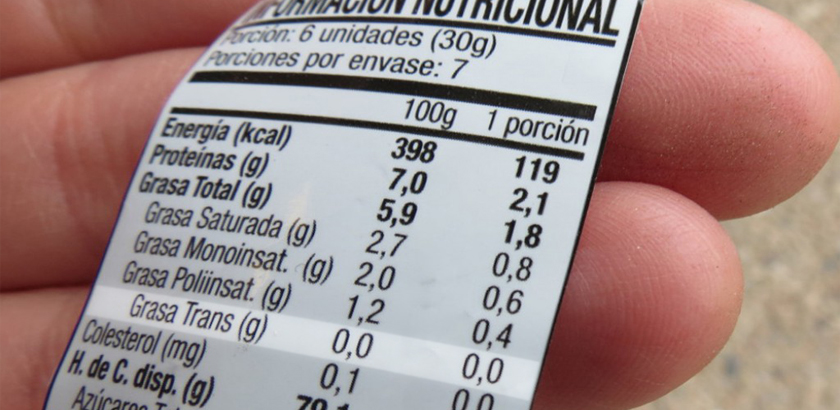 INFORMACIÓN NUTRICIONAL
Porción: 6 unidades (30g)
Porciones por envase: 7
100g 1 porción
Energía (kcal) 398 119
Proteínas (g) 7,0 2,1
Grasa Total (g) 5,9 1,8
Grasa Saturada (g) 2,7 0,8
Grasa Monoinsat. (g) 2,0 0,6
Grasa Poliinsat. (g) 1,2 0,4
Grasa Trans (g) 0,0 0,0
Colesterol (mg) 0,1 0,0
H. de C. disp. (g)
Azúcares